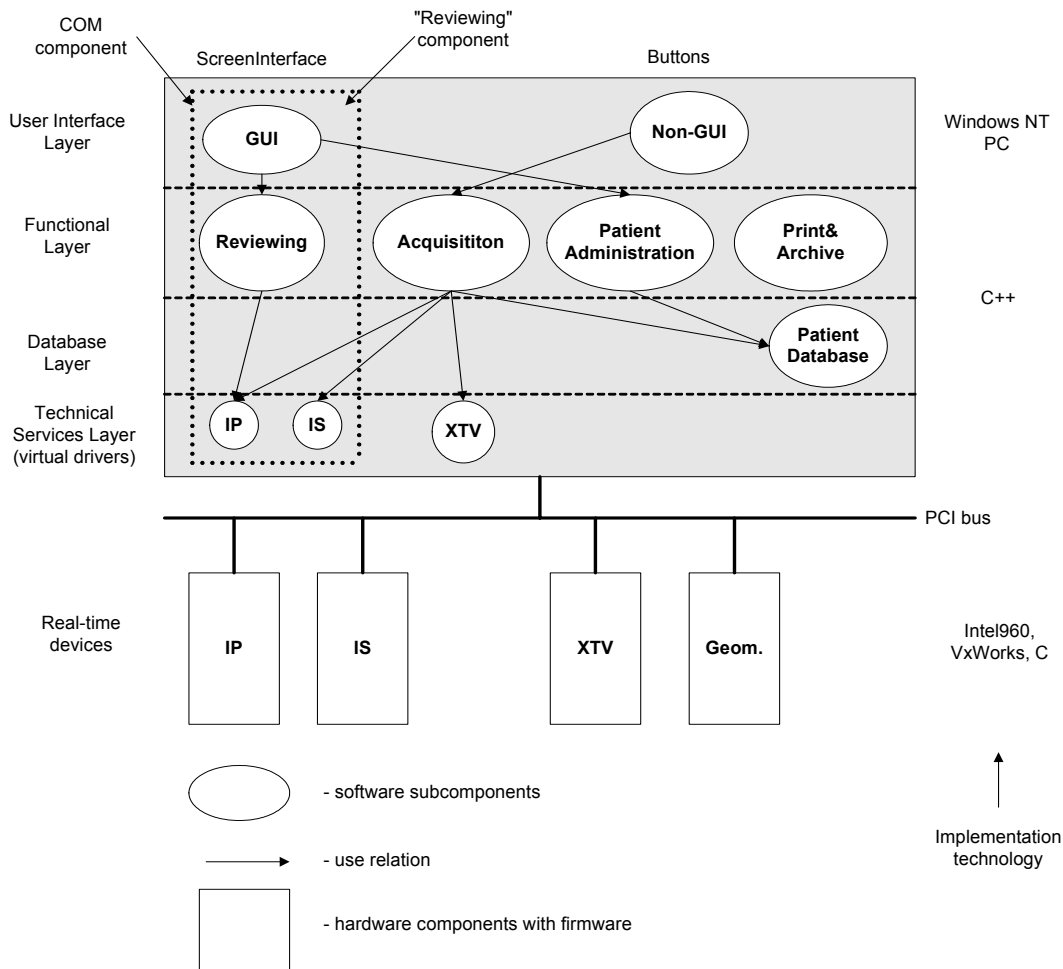 COM
component
"Reviewing"
component
ScreenInterface
Buttons
User Interface
Layer
GUI
Non-GUI
Windows NT
PC
Functional
Layer
Reviewing
Acquisititon
Patient
Administration
Print&
Archive
C++
Database
Layer
Patient
Database
Technical
Services Layer
(virtual drivers)
IP
IS
XTV
PCI bus
Real-time
devices
IP
IS
XTV
Geom.
Intel960,
VxWorks, C
- software subcomponents
- use relation
Implementation
technology
- hardware components with firmware